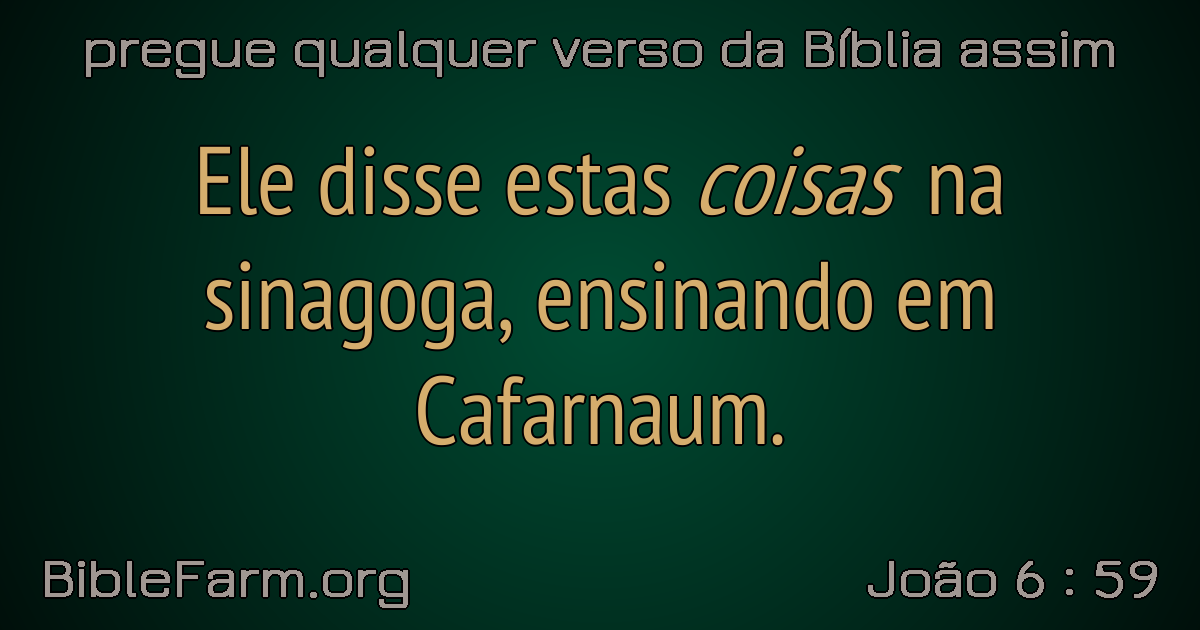 pregue qualquer verso da Bíblia assim
Ele disse estas coisas na
sinagoga, ensinando em
Cafarnaum.
BibleFarm.org
João 6 : 59